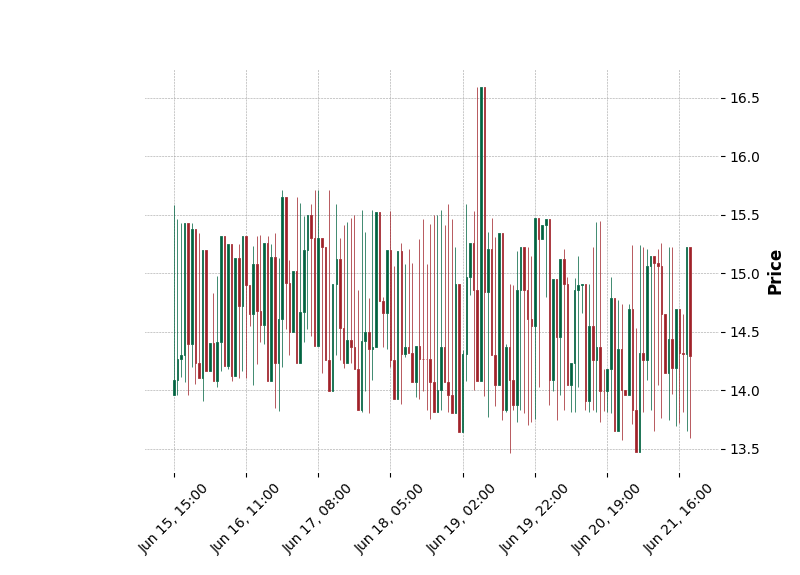 16.5
16.0
15.5
15.0
14.5
14.0
13.5
Price
Jun 15, 15:00
Jun 16, 11:00
Jun 17, 08:00
Jun 18, 05:00
Jun 19, 02:00
Jun 19, 22:00
Jun 20, 19:00
Jun 21, 16:00